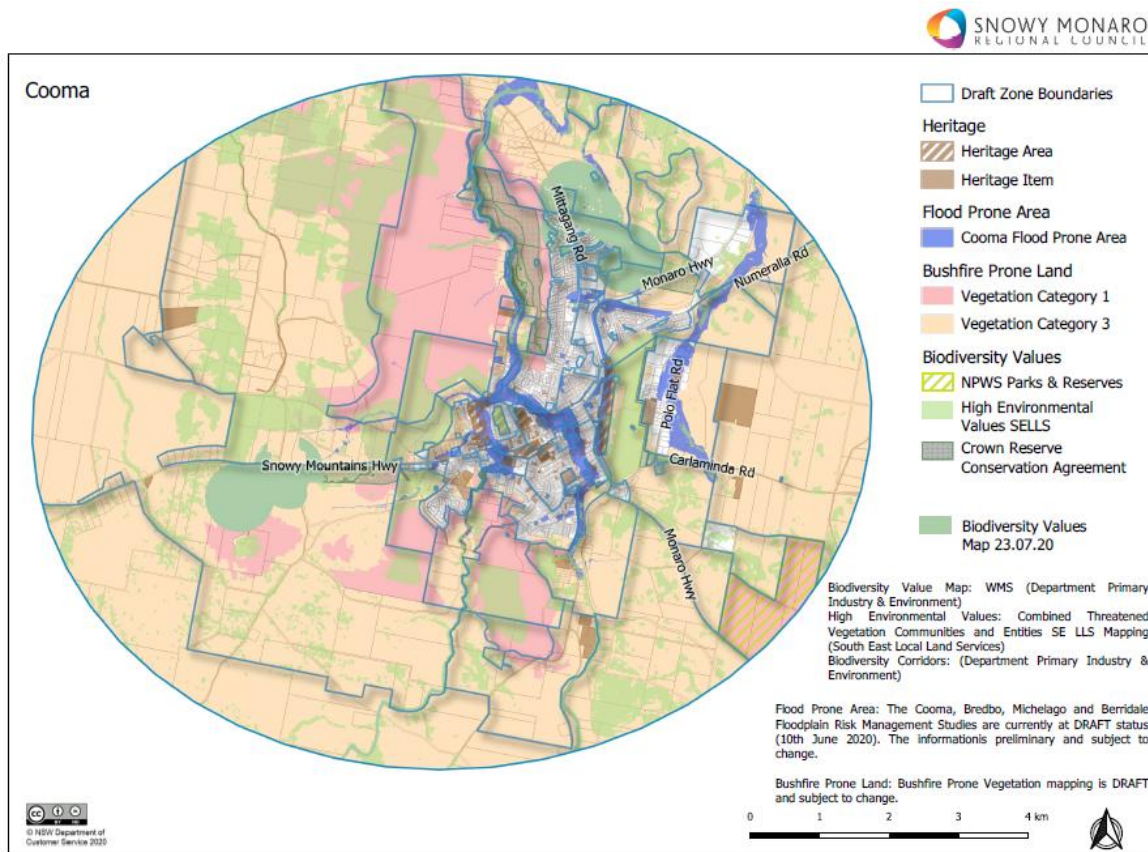 SNOWY MONARO
REGIONAL COUNCIL
Cooma
Draft Zone Boundaries
Heritage
Heritage Area
Heritage Item
Flood Prone Area
Cooma Flood Prone Area
Bushfire Prone Land
Vegetation Category 1
Vegetation Category 3
Biodiversity Values
NPWS Parks & Reserves
High Environmental
Values SELLS
Crown Reserve
Conservation Agreement
Biodiversity Values
Map 23.07.20
Mittagang Rd
Monaro Hwy
Numeralla Rd
Polo Flat Rd
Snowy Mountains Hwy
Carlaminda Rd
Monaro Hwy
Biodiversity Value Map: WMS (Department Primary
Industry & Environment)
High Environmental Values: Combined Threatened
Vegetation Communities and Entities SE LLS Mapping
(South East Local Land Services)
Biodiversity Corridors: (Department Primary Industry &
Environment)
Flood Prone Area: The Cooma, Bredbo, Michelago and Berridale
Floodplain Risk Management Studies are currently at DRAFT status
(10th June 2020). The informationis preliminary and subject to
change.
Bushfire Prone Land: Bushfire Prone Vegetation mapping is DRAFT
and subject to change.
0 1 2 3 4 km
cc
© NSW Department of
Customer Service 2020